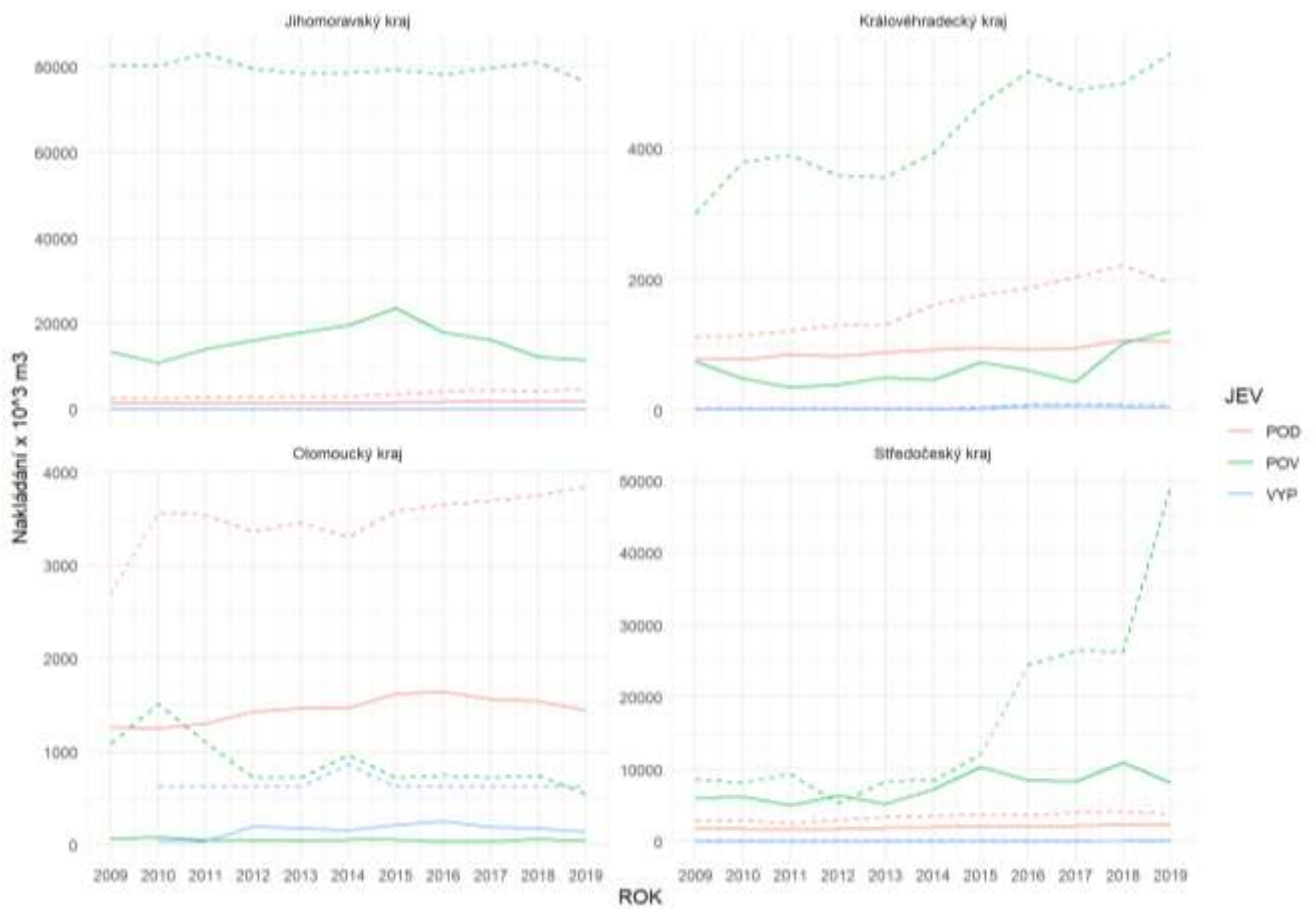 Jihomoravský kraj
Královéhradecký kraj
80000
60000
40000
20000
0
4000
2000
0
Nakládání x 10^3 m3
Olomoucký kraj
Středočeský kraj
4000
3000
2000
1000
0
50000
40000
30000
20000
10000
0
2009 2010 2011 2012 2013 2014 2015 2016 2017 2018 2019
2009 2010 2011 2012 2013 2014 2015 2016 2017 2018 2019
ROK
JEV
POD
POV
VYP